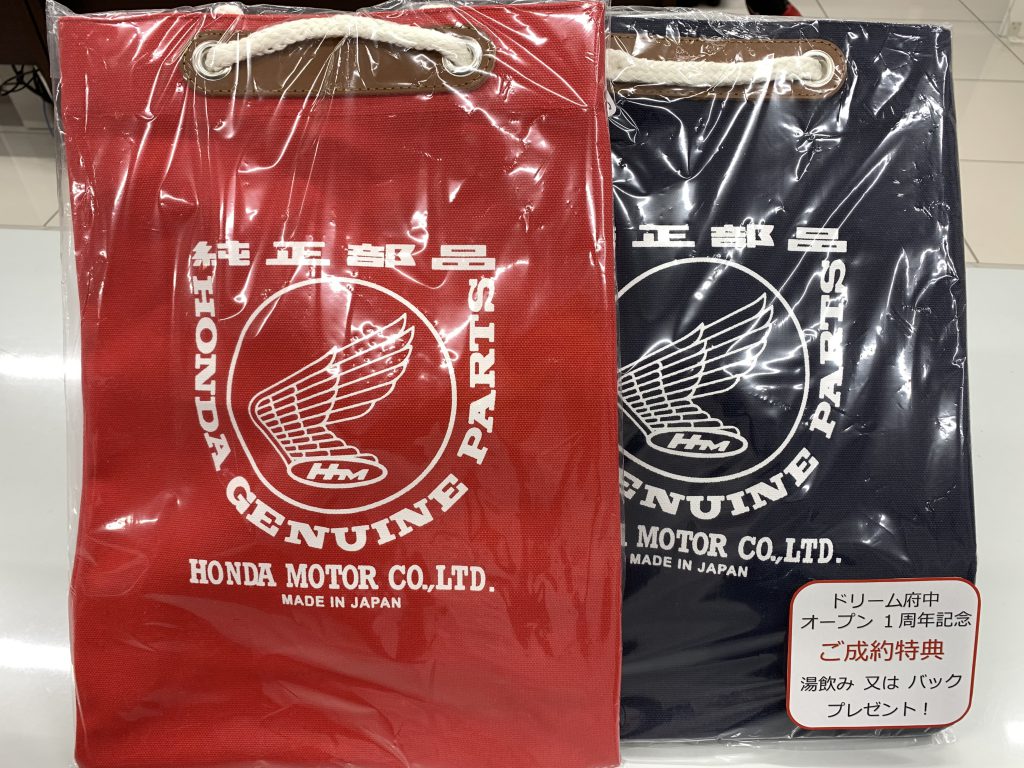 純正部品
HONDA GENUINE PARTS
HM
HONDA MOTOR CO.,LTD.
MADE IN JAPAN
正部品
ENUINE PARTS
HM
MOTOR CO.,LTD.
MADE IN JAPAN
ドリーム府中
オープン 1周年記念
ご成約特典
湯飲み 又は バック
プレゼント！